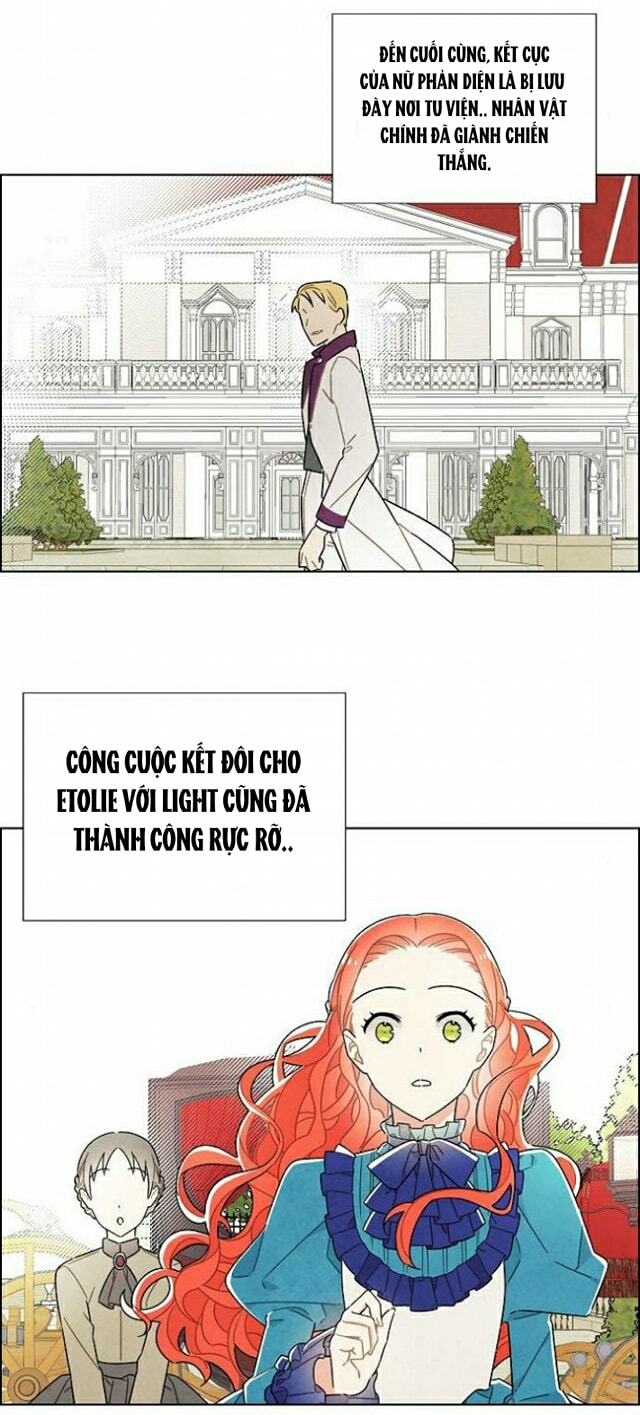 ĐẾN CUỐI CÙNG, KẾT CỤC
CỦA NỮ PHẢN DIỆN LÀ BỊ LƯU
ĐÀY NƠI TU VIỆN.. NHÂN VẬT
CHÍNH ĐÃ GIÀNH CHIẾN
THẮNG.
CÔNG CUỘC KẾT ĐÔI CHO
ETOLIE VỚI LIGHT CŨNG ĐÃ
THÀNH CÔNG RỰC RỠ..